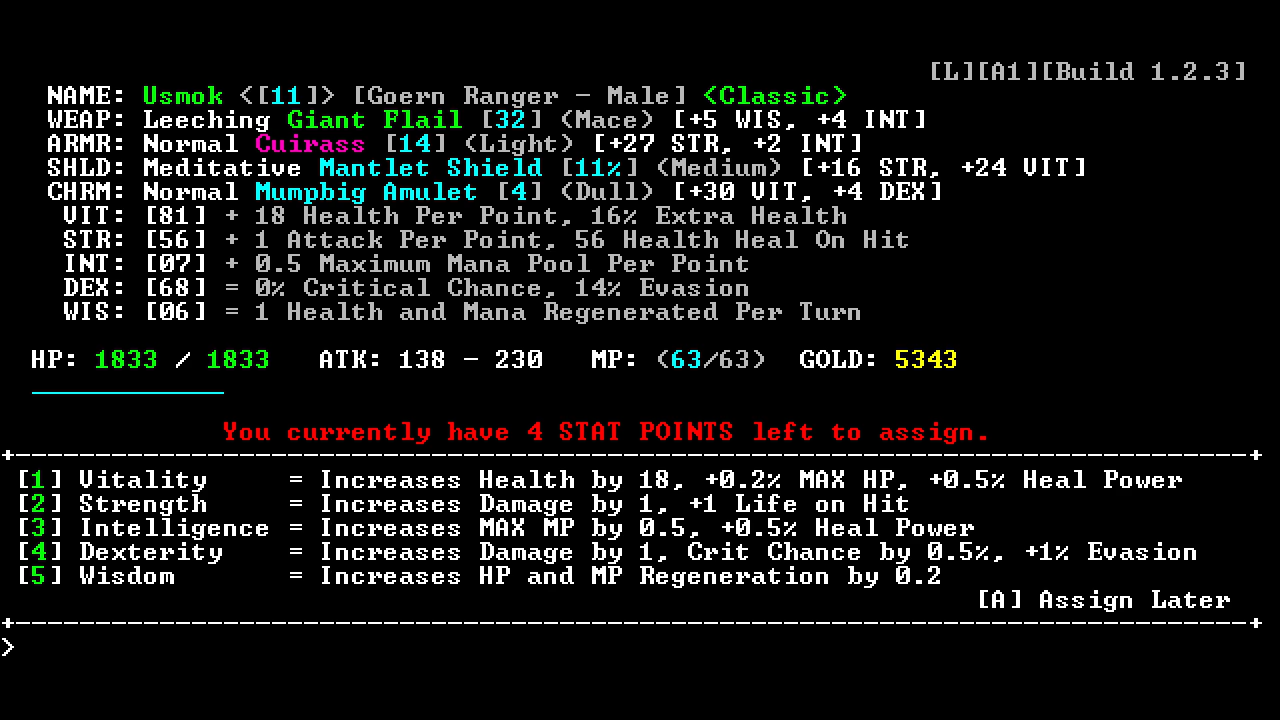 [L][A1][Build 1.2.3]
NAME: Usmok <[11]> [Goern Ranger - Male] <Classic>
WEAP: Leeching Giant Flail [32] (Mace) [+5 WIS, +4 INT]
ARMR: Normal Cuirass [14] (Light) [+27 STR, +2 INT]
SHLD: Meditative Mantlet Shield [11%] (Medium) [+16 STR, +24 VIT]
CHRM: Normal Mumpbig Amulet [4] (Dull) [+30 VIT, +4 DEX]
VIT: [81] + 18 Health Per Point, 16% Extra Health
STR: [56] + 1 Attack Per Point, 56 Health Heal On Hit
INT: [07] + 0.5 Maximum Mana Pool Per Point
DEX: [68] = 0% Critical Chance, 14% Evasion
WIS: [06] = 1 Health and Mana Regenerated Per Turn
HP: 1833 / 1833 ATK: 138 - 230 MP: (63/63) GOLD: 5343
You currently have 4 STAT POINTS left to assign.
+------------------------------------------------------------------------------+
[1] Vitality = Increases Health by 18, +0.2% MAX HP, +0.5% Heal Power
[2] Strength = Increases Damage by 1, +1 Life on Hit
[3] Intelligence = Increases MAX MP by 0.5, +0.5% Heal Power
[4] Dexterity = Increases Damage by 1, Crit Chance by 0.5%, +1% Evasion
[5] Wisdom = Increases HP and MP Regeneration by 0.2
[A] Assign Later
+------------------------------------------------------------------------------+
>